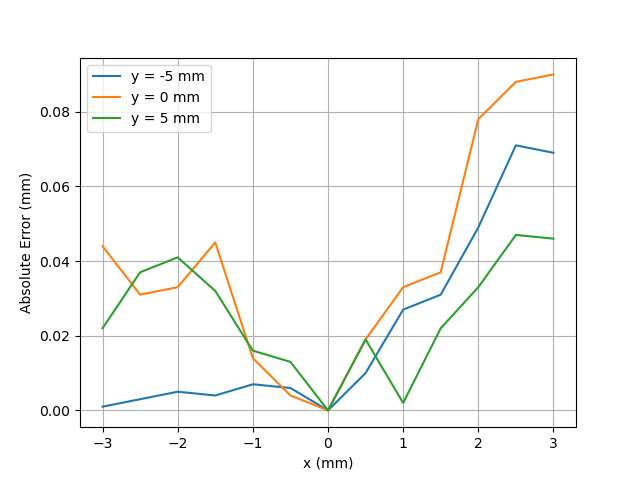 y = -5 mm
y = 0 mm
y = 5 mm
0.08
0.06
0.04
0.02
0.00
Absolute Error (mm)
−3 −2 −1 0 1 2 3
x (mm)